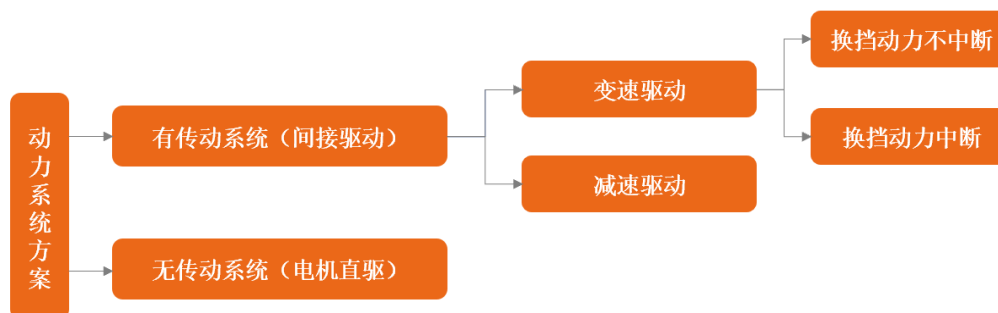 动力系统方案
有传动系统（间接驱动）
无传动系统（电机直驱）
变速驱动
减速驱动
换挡动力不中断
换挡动力中断